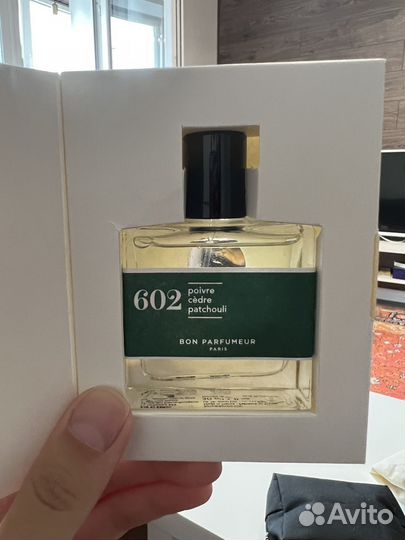 602
poivre
cèdre
patchouli
BON PARFUMEUR
PARIS
Avito